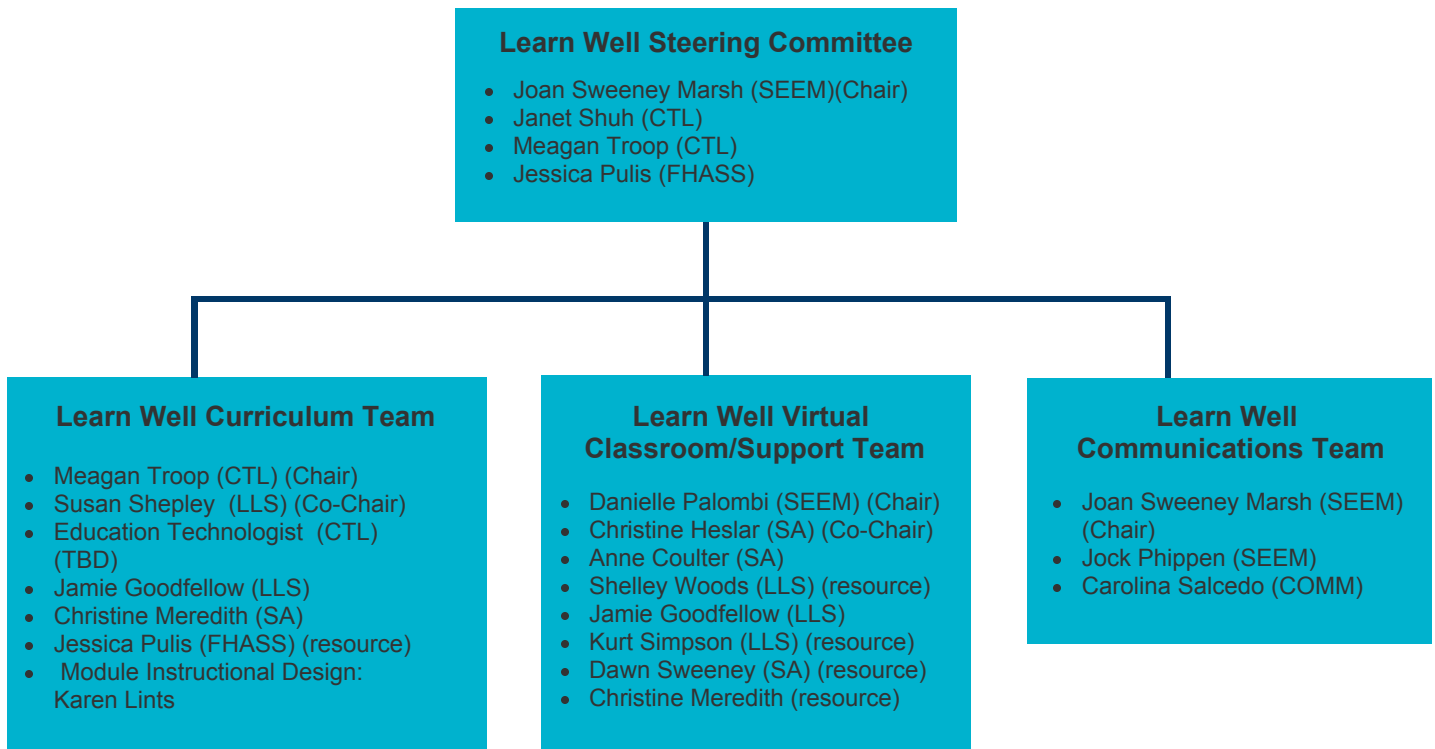 Learn Well Steering Committee
• Joan Sweeney Marsh (SEEM)(Chair)
• Janet Shuh (CTL)
• Meagan Troop (CTL)
• Jessica Pulis (FHASS)
Learn Well Curriculum Team
• Meagan Troop (CTL) (Chair)
• Susan Shepley (LLS) (Co-Chair)
• Education Technologist (CTL)
(TBD)
• Jamie Goodfellow (LLS)
• Christine Meredith (SA)
• Jessica Pulis (FHASS) (resource)
• Module Instructional Design:
Karen Lints
Learn Well Virtual
Classroom/Support Team
• Danielle Palombi (SEEM) (Chair)
• Christine Heslar (SA) (Co-Chair)
• Anne Coulter (SA)
• Shelley Woods (LLS) (resource)
• Jamie Goodfellow (LLS)
• Kurt Simpson (LLS) (resource)
• Dawn Sweeney (SA) (resource)
• Christine Meredith (resource)
Learn Well
Communications Team
• Joan Sweeney Marsh (SEEM)
(Chair)
• Jock Phippen (SEEM)
• Carolina Salcedo (COMM)